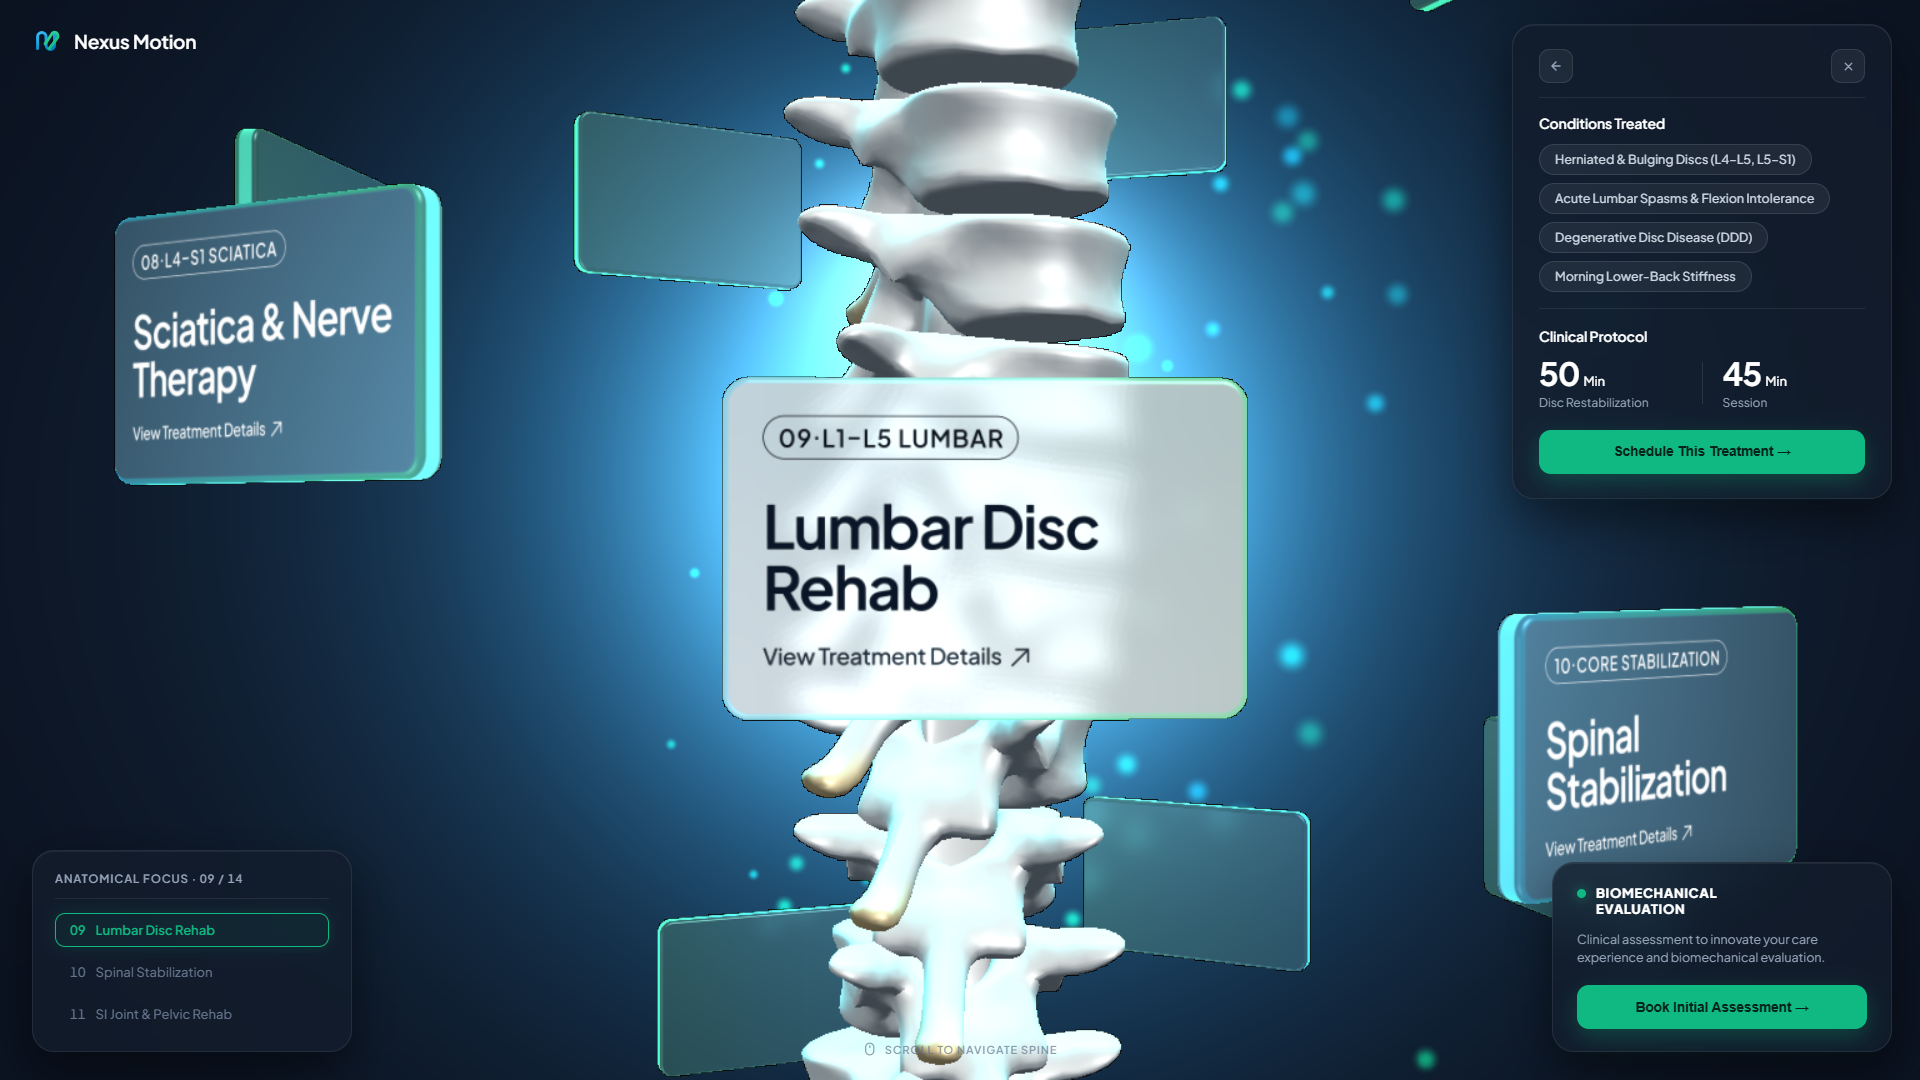 Nexus Motion
08·L4–S1 SCIATICA
Sciatica & Nerve
Therapy
View Treatment Details ↗
09·L1–L5 LUMBAR
Lumbar Disc
Rehab
View Treatment Details ↗
Conditions Treated
Herniated & Bulging Discs (L4–L5, L5–S1)
Acute Lumbar Spasms & Flexion Intolerance
Degenerative Disc Disease (DDD)
Morning Lower-Back Stiffness
Clinical Protocol
50 Min
Disc Restabilization
45 Min
Session
Schedule This Treatment →
10·CORE STABILIZATION
Spinal
Stabilization
View Treatment Details ↗
ANATOMICAL FOCUS · 09 / 14
09 Lumbar Disc Rehab
10 Spinal Stabilization
11 SI Joint & Pelvic Rehab
SCROLL TO NAVIGATE SPINE
BIOMECHANICAL
EVALUATION
Clinical assessment to innovate your care
experience and biomechanical evaluation.
Book Initial Assessment →